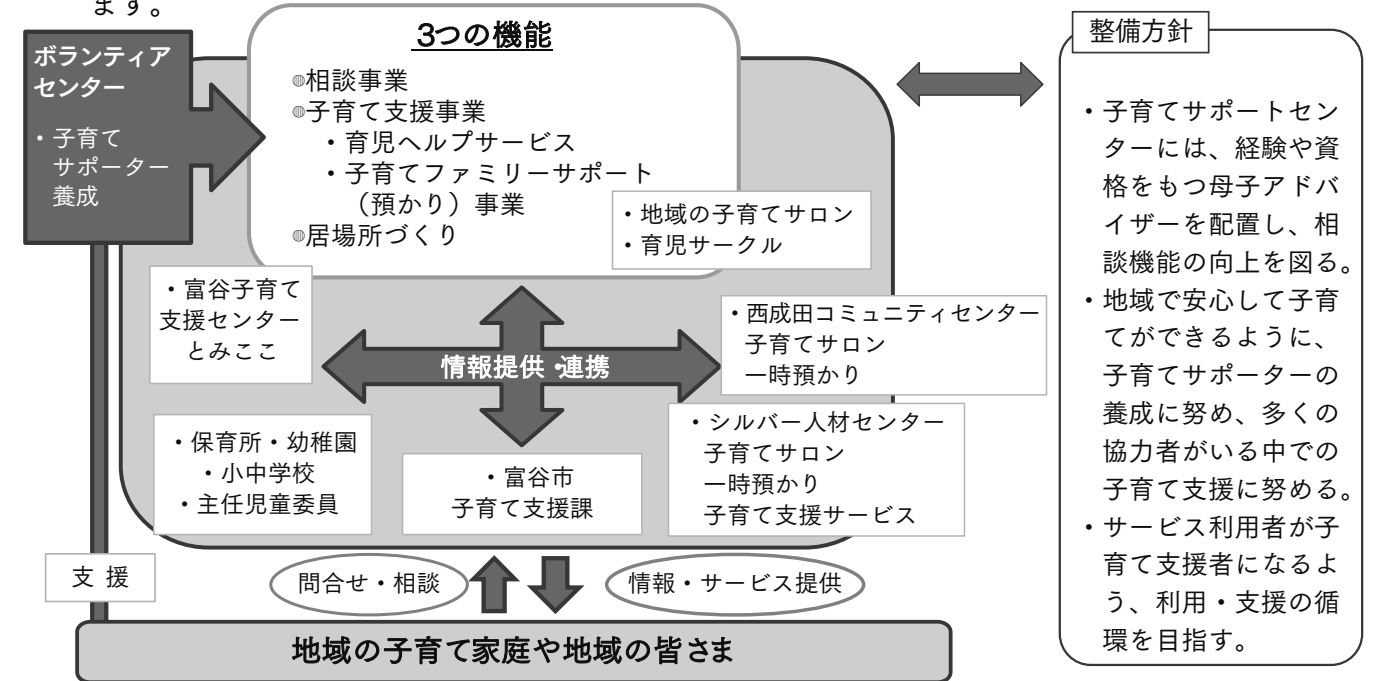 ます。
ボランティア
センター
・子育て
サポーター
養成
3つの機能
◍相談事業
◍子育て支援事業
・育児ヘルプサービス
・子育てファミリーサポート
（預かり）事業
◍居場所づくり
・地域の子育てサロン
・育児サークル
・富谷子育て
支援センター
とみここ
情報提供・連携
・西成田コミュニティセンター
子育てサロン
一時預かり
・保育所・幼稚園
・小中学校
・主任児童委員
・富谷市
子育て支援課
・シルバー人材センター
子育てサロン
一時預かり
子育て支援サービス
支 援
問合せ・相談
情報・サービス提供
地域の子育て家庭や地域の皆さま
整備方針
・子育てサポートセン
ターには、経験や資
格をもつ母子アドバ
イザーを配置し、相
談機能の向上を図る。
・地域で安心して子育
てができるように、
子育てサポーターの
養成に努め、多くの
協力者がいる中での
子育て支援に努める。
・サービス利用者が子
育て支援者になるよ
う、利用・支援の循
環を目指す。